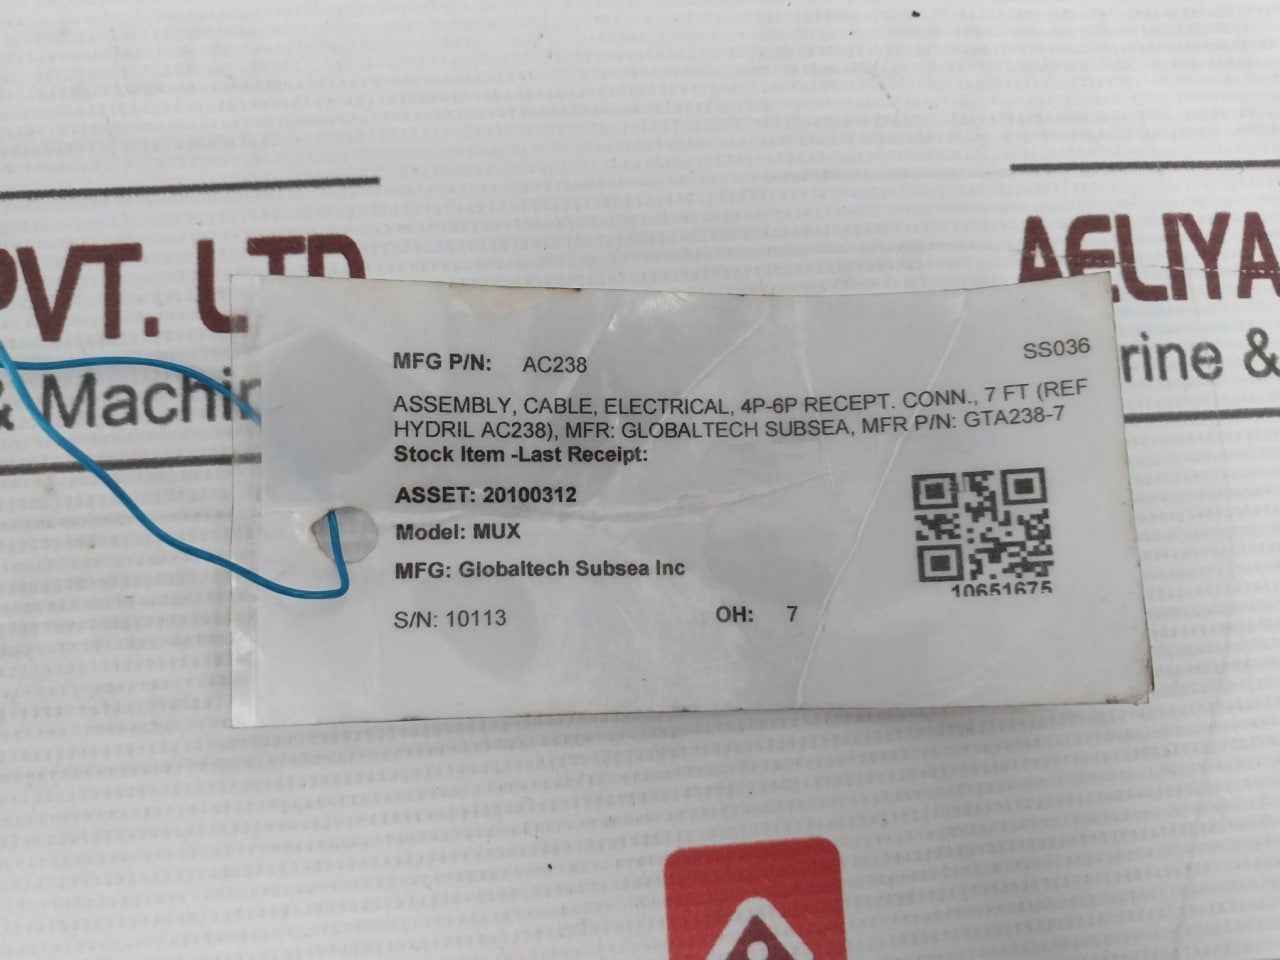 PVT. LTD
& Machin
AELIYA
rine &
MFG P/N: AC238
SS036
ASSEMBLY, CABLE, ELECTRICAL, 4P-6P RECEPT. CONN., 7 FT (REF
HYDRIL AC238), MFR: GLOBALTECH SUBSEA, MFR P/N: GTA238-7
Stock Item -Last Receipt:
ASSET: 20100312
Model: MUX
MFG: Globaltech Subsea Inc
S/N: 10113
OH: 7
10651675